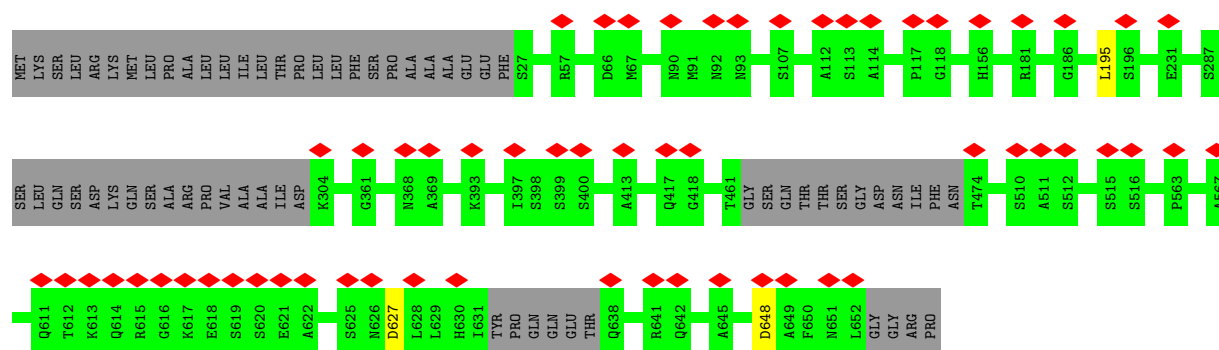 MET LYS SER LEU ARG LYS MET LEU PRO ALA LEU LEU ILE LEU THR PRO LEU LEU PHE SER PRO ALA ALA ALA GLU GLU PHE S27 R57 D66 M67 N90 M91 N92 N93 S107 A112 S113 A114 P117 G118 H156 R181 G186 L195 S196 E231 S287
SER LEU GLN SER ASP LYS GLN SER ALA ARG PRO VAL ALA ALA ILE ASP K304 G361 N368 A369 K393 I397 S398 S399 S400 A413 Q417 G418 T461 GLY SER GLN THR THR SER GLY ASP ASN ILE PHE ASN T474 S510 A511 S512 S515 S516 P563 A567
Q611 T612 K613 Q614 R615 G616 K617 E618 S619 S620 E621 A622 S625 N626 D627 L628 L629 H630 I631 TYR PRO GLN GLN GLU THR Q638 R641 Q642 A645 D648 A649 F650 N651 L652 GLY GLY ARG PRO